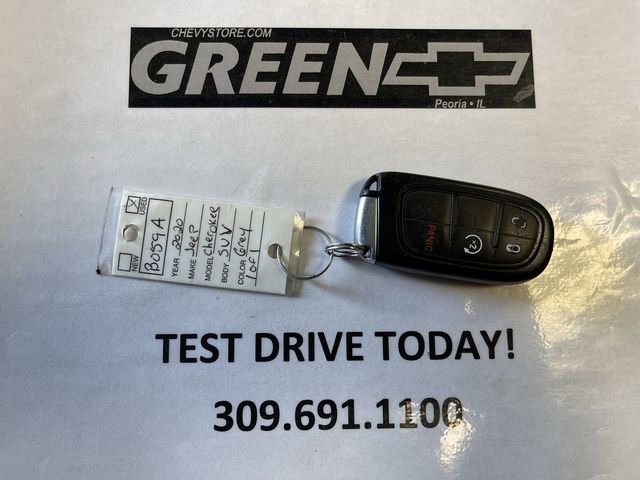 CHEVYSTORE.COM
GREEN
Peoria • IL
NEW
USED
B059A
YEAR 2020
MAKE Jeep
MODEL Cherokee
BODY SUV
COLOR Grey
1 of 1
PANIC
x2
TEST DRIVE TODAY!
309.691.1100